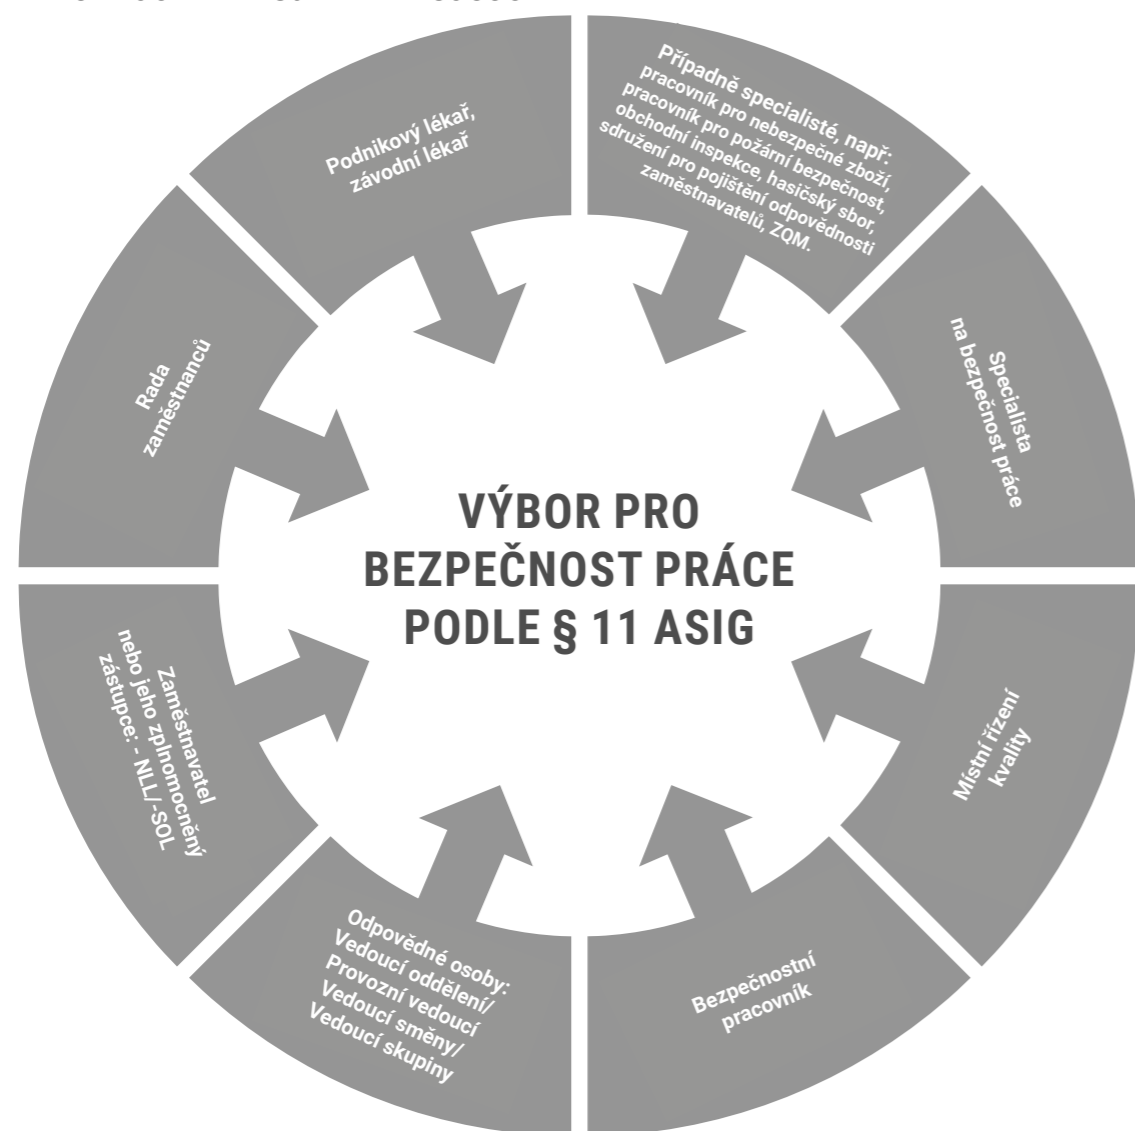 Případně specialisté, např:
pracovník pro nebezpečné zboží,
pracovník pro požární bezpečnost,
obchodní inspekce, hasičský sbor,
sdružení pro pojištění odpovědnosti
zaměstnavatelů, ZQM.
Specialista
na bezpečnost práce
Místní řízení
kvality
Bezpečnostní
pracovník
Odpovědné osoby:
Vedoucí oddělení/
Provozní vedoucí
Vedoucí směny/
Vedoucí skupiny
Zaměstnavatel
nebo jeho zplnomocněný
zástupce: - NLL/-SOL
Rada
zaměstnanců
Podnikový lékař,
závodní lékař
VÝBOR PRO
BEZPEČNOST PRÁCE
PODLE § 11 ASIG